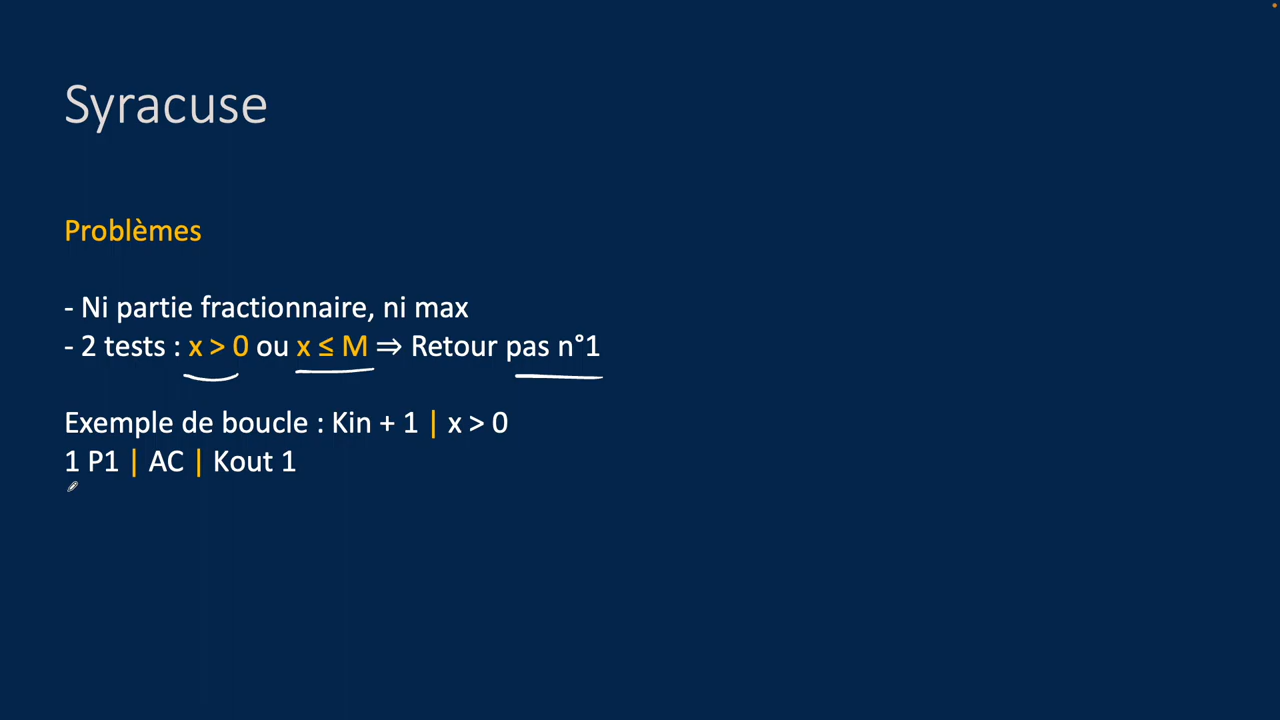 Syracuse
Problèmes
- Ni partie fractionnaire, ni max
- 2 tests : x > 0 ou x ≤ M ⇒ Retour pas n°1
Exemple de boucle : Kin + 1 | x > 0
1 P1 | AC | Kout 1